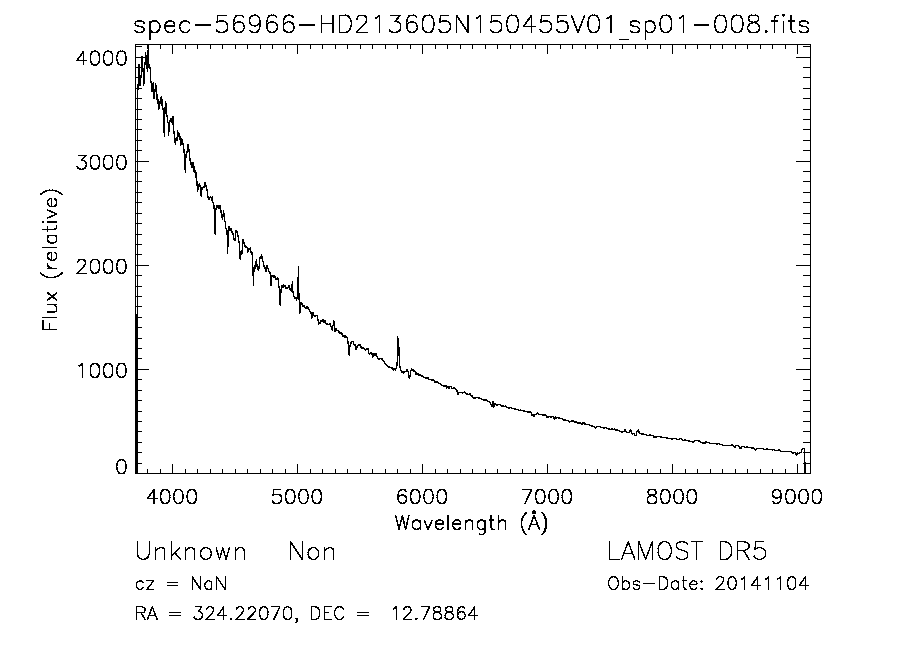 spec-56966-HD213605N150455V01_sp01-008.fits
4000
3000
2000
1000
0
Flux (relative)
4000 5000 6000 7000 8000 9000
Wavelength (Å)
Unknown Non LAMOST DR5
cz = NaN Obs-Date: 20141104
RA = 324.22070, DEC = 12.78864